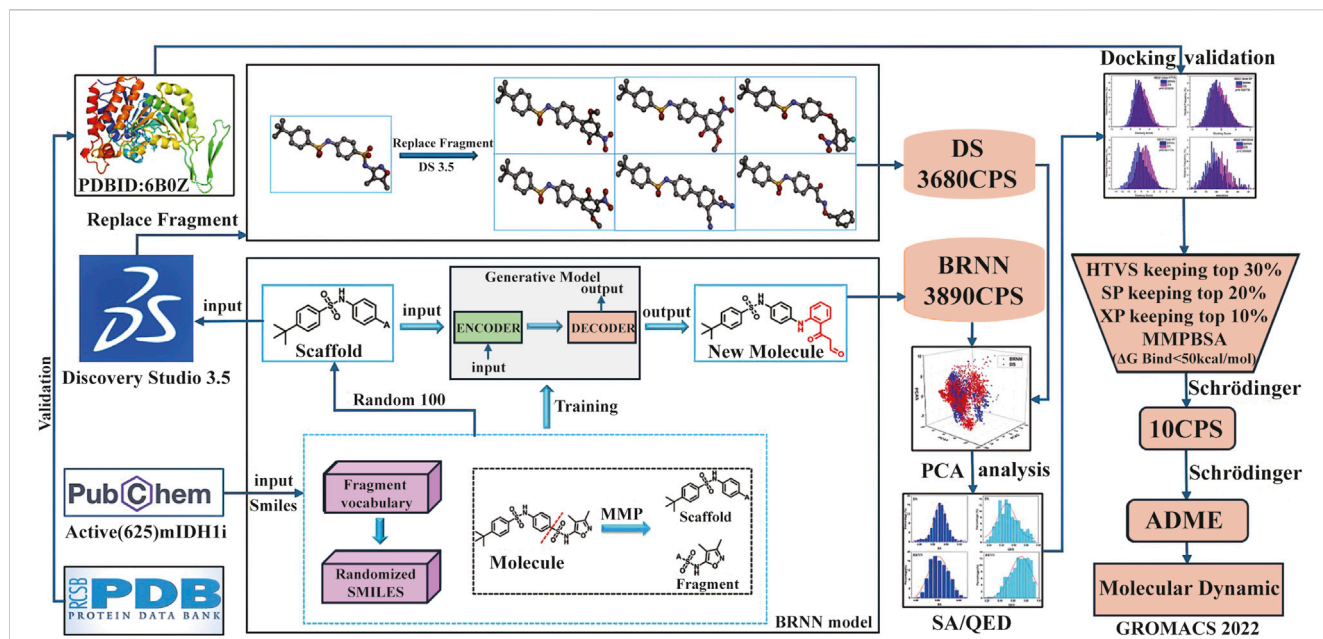 Docking validation
PDBID:6B0Z
Replace Fragment
DS 3.5
DS
3680CPS
Replace Fragment
BRNN
3890CPS
HTVS keeping top 30%
SP keeping top 20%
XP keeping top 10%
MMPBSA
(ΔG Bind<50kcal/mol)
DS
Discovery Studio 3.5
input
Scaffold
input
Generative Model
output
ENCODER
DECODER
input
output
New Molecule
Random 100
Training
Validation
BRNN
DS
PCA analysis
Schrödinger
10CPS
Schrödinger
ADME
Molecular Dynamic
GROMACS 2022
PubChem
Active(625)mIDH1i
input
Smiles
Fragment
vocabulary
Randomized
SMILES
Molecule
MMP
Scaffold
Fragment
RCSB
PDB
PROTEIN DATA BANK
BRNN model
SA/QED